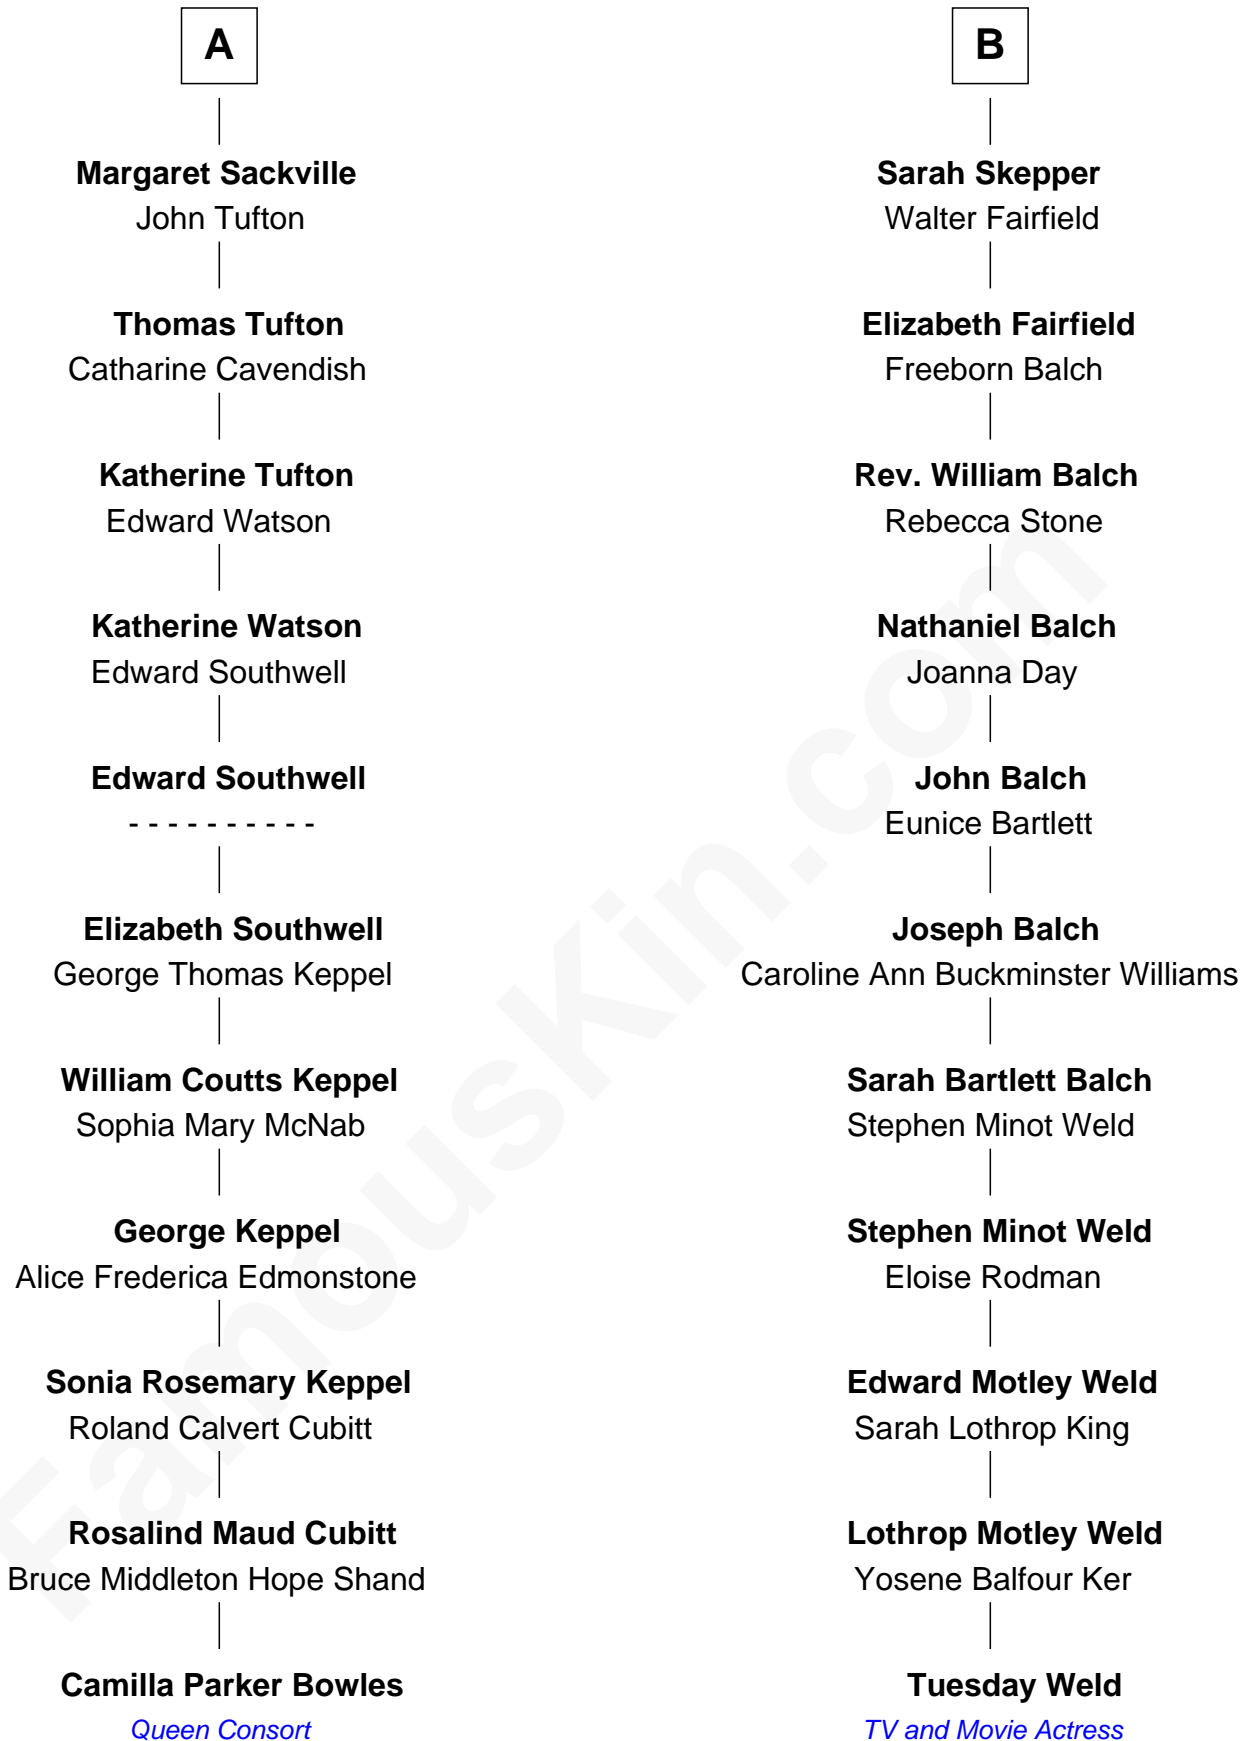 A
Margaret Sackville
John Tufton
Thomas Tufton
Catharine Cavendish
Katherine Tufton
Edward Watson
Katherine Watson
Edward Southwell
Edward Southwell
- - - - - - - - - -
Elizabeth Southwell
George Thomas Keppel
William Coutts Keppel
Sophia Mary McNab
George Keppel
Alice Frederica Edmonstone
Sonia Rosemary Keppel
Roland Calvert Cubitt
Rosalind Maud Cubitt
Bruce Middleton Hope Shand
Camilla Parker Bowles
Queen Consort
B
Sarah Skepper
Walter Fairfield
Elizabeth Fairfield
Freeborn Balch
Rev. William Balch
Rebecca Stone
Nathaniel Balch
Joanna Day
John Balch
Eunice Bartlett
Joseph Balch
Caroline Ann Buckminster Williams
Sarah Bartlett Balch
Stephen Minot Weld
Stephen Minot Weld
Eloise Rodman
Edward Motley Weld
Sarah Lothrop King
Lothrop Motley Weld
Yosene Balfour Ker
Tuesday Weld
TV and Movie Actress
FamousKin.com